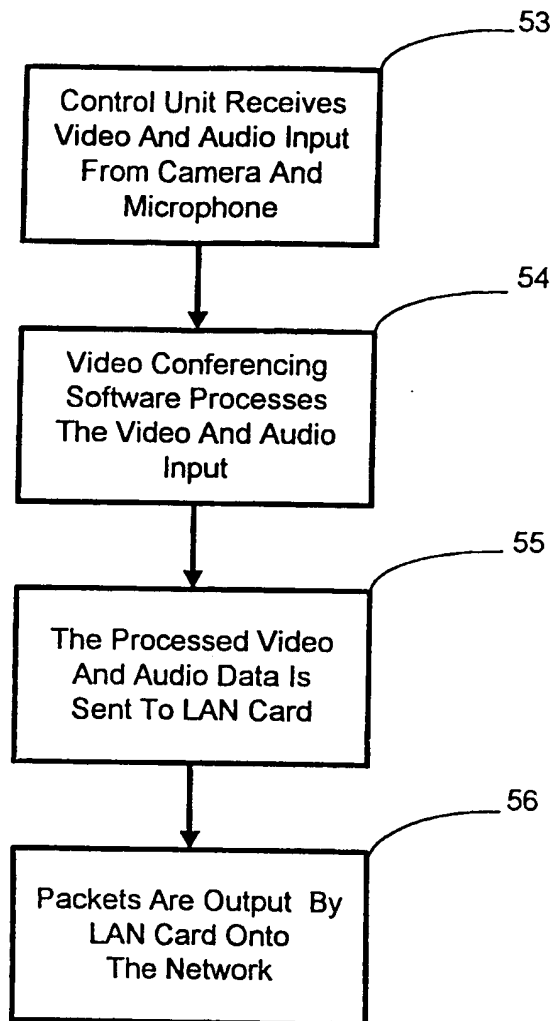 53
Control Unit Receives
Video And Audio Input
From Camera And
Microphone
54
Video Conferencing
Software Processes
The Video And Audio
Input
55
The Processed Video
And Audio Data Is
Sent To LAN Card
56
Packets Are Output By
LAN Card Onto
The Network